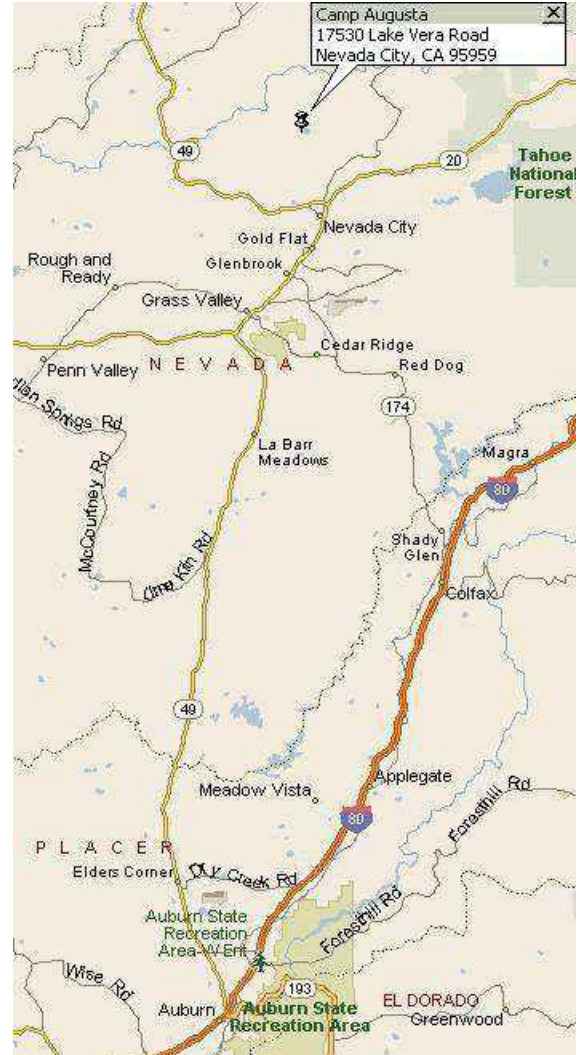 Camp Augusta
17530 Lake Vera Road
Nevada City, CA 95959
49
20
Tahoe
National
Forest
Nevada City
Gold Flat
Rough and
Ready
Glenbrook
Grass Valley
Cedar Ridge
Penn Valley
NEVADA
Red Dog
dian Springs Rd
174
La Barr
Meadows
Magra
80
McCourtney Rd
Lime Kiln Rd
Shady
Glen
Colfax
49
Applegate
Meadow Vista
80
Foresthill Rd
PLACER
Elders Corner
Dry Creek Rd
Auburn State
Recreation
Area-W Ent
Foresthill Rd
Wise Rd
193
Auburn
Auburn State
Recreation Area
EL DORADO
Greenwood